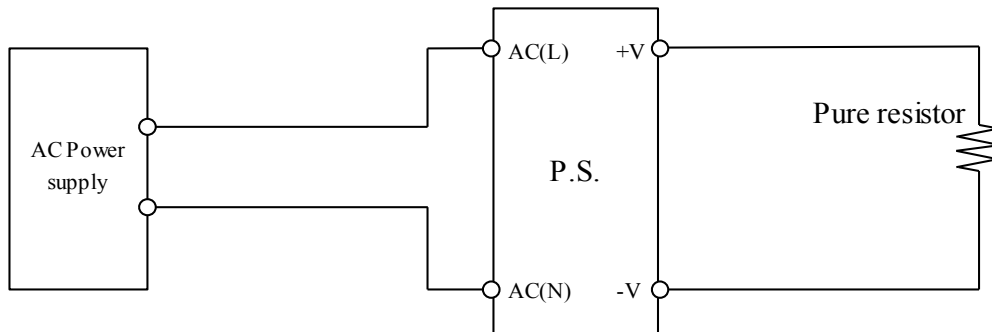 AC Power
supply
AC(L)
+V
P.S.
AC(N)
-V
Pure resistor